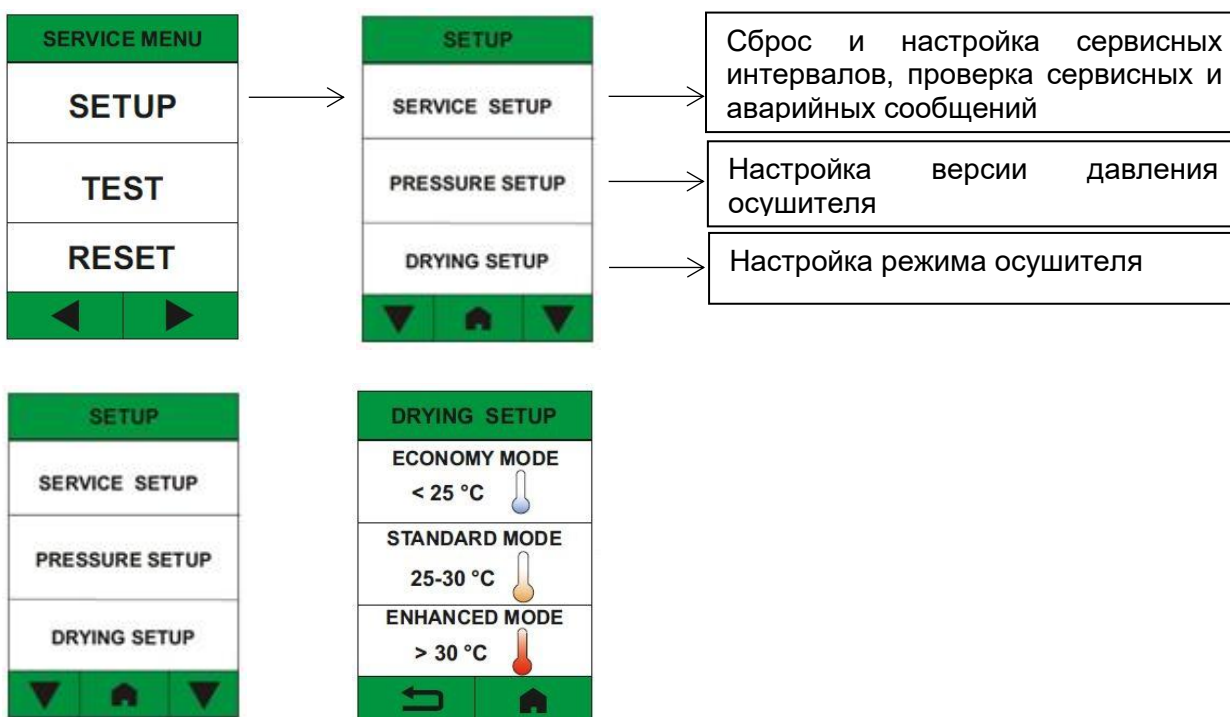 SERVICE MENU
SETUP
TEST
RESET
SETUP
SERVICE SETUP
PRESSURE SETUP
DRYING SETUP
Сброс и настройка сервисных
интервалов, проверка сервисных и
аварийных сообщений
Настройка версии давления
осушителя
Настройка режима осушителя
SETUP
SERVICE SETUP
PRESSURE SETUP
DRYING SETUP
DRYING SETUP
ECONOMY MODE
< 25 °C
STANDARD MODE
25-30 °C
ENHANCED MODE
> 30 °C